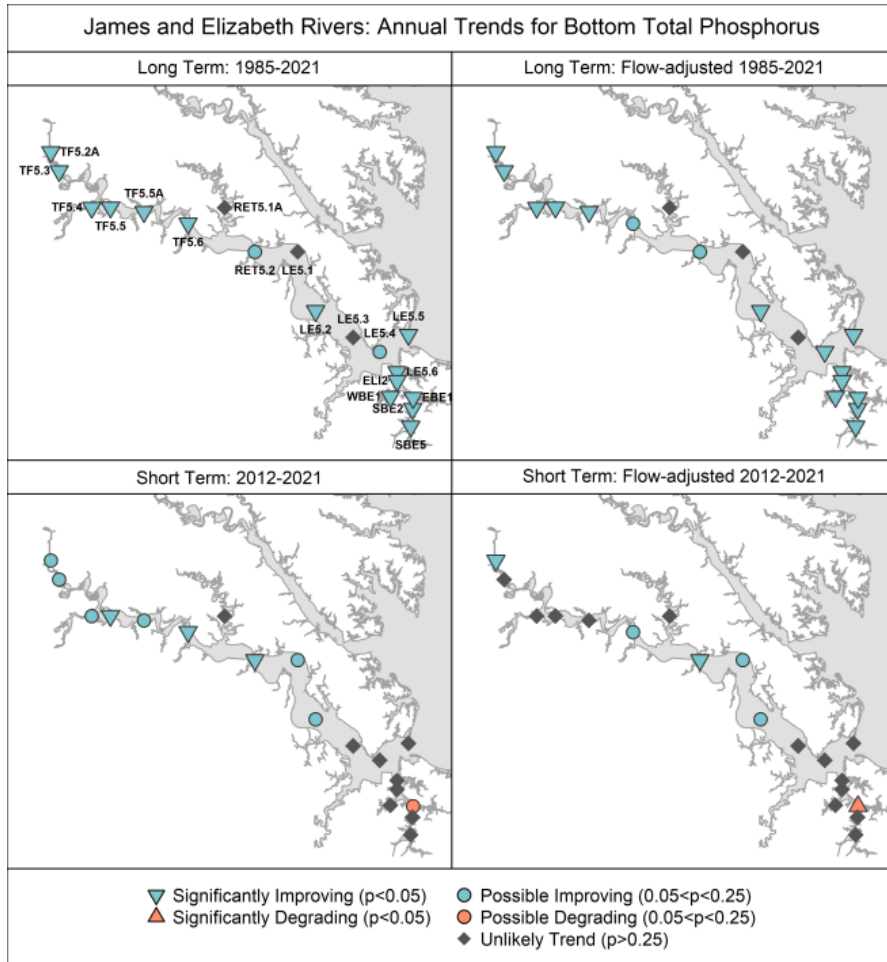 James and Elizabeth Rivers: Annual Trends for Bottom Total Phosphorus
Long Term: 1985-2021
Long Term: Flow-adjusted 1985-2021
TF5.2A
TF5.3
TF5.5A
TF5.4
RET5.1A
TF5.5
TF5.6
RET5.2
LE5.1
LE5.3
LE5.5
LE5.2
LE5.4
LE5.6
ELI2
WBE1
EBE1
SBE2
SBE5
Short Term: 2012-2021
Short Term: Flow-adjusted 2012-2021
Significantly Improving (p<0.05)
Possible Improving (0.05<p<0.25)
Significantly Degrading (p<0.05)
Possible Degrading (0.05<p<0.25)
Unlikely Trend (p>0.25)